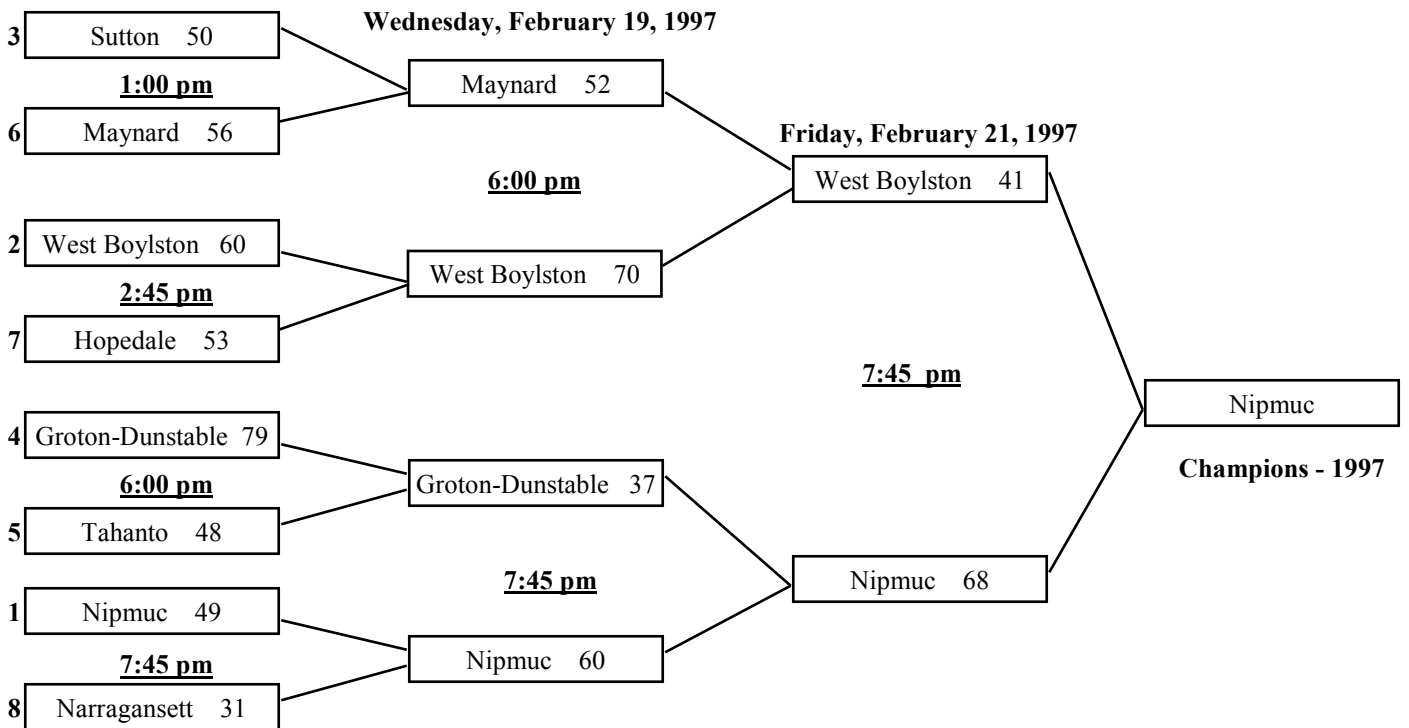 Wednesday, February 19, 1997
3 Sutton 50
1:00 pm
6 Maynard 56
2 West Boylston 60
2:45 pm
7 Hopedale 53
4 Groton-Dunstable 79
6:00 pm
5 Tahanto 48
1 Nipmuc 49
7:45 pm
8 Narragansett 31
Maynard 52
6:00 pm
West Boylston 70
Groton-Dunstable 37
7:45 pm
Nipmuc 60
Friday, February 21, 1997
West Boylston 41
7:45 pm
Nipmuc 68
Nipmuc
Champions - 1997